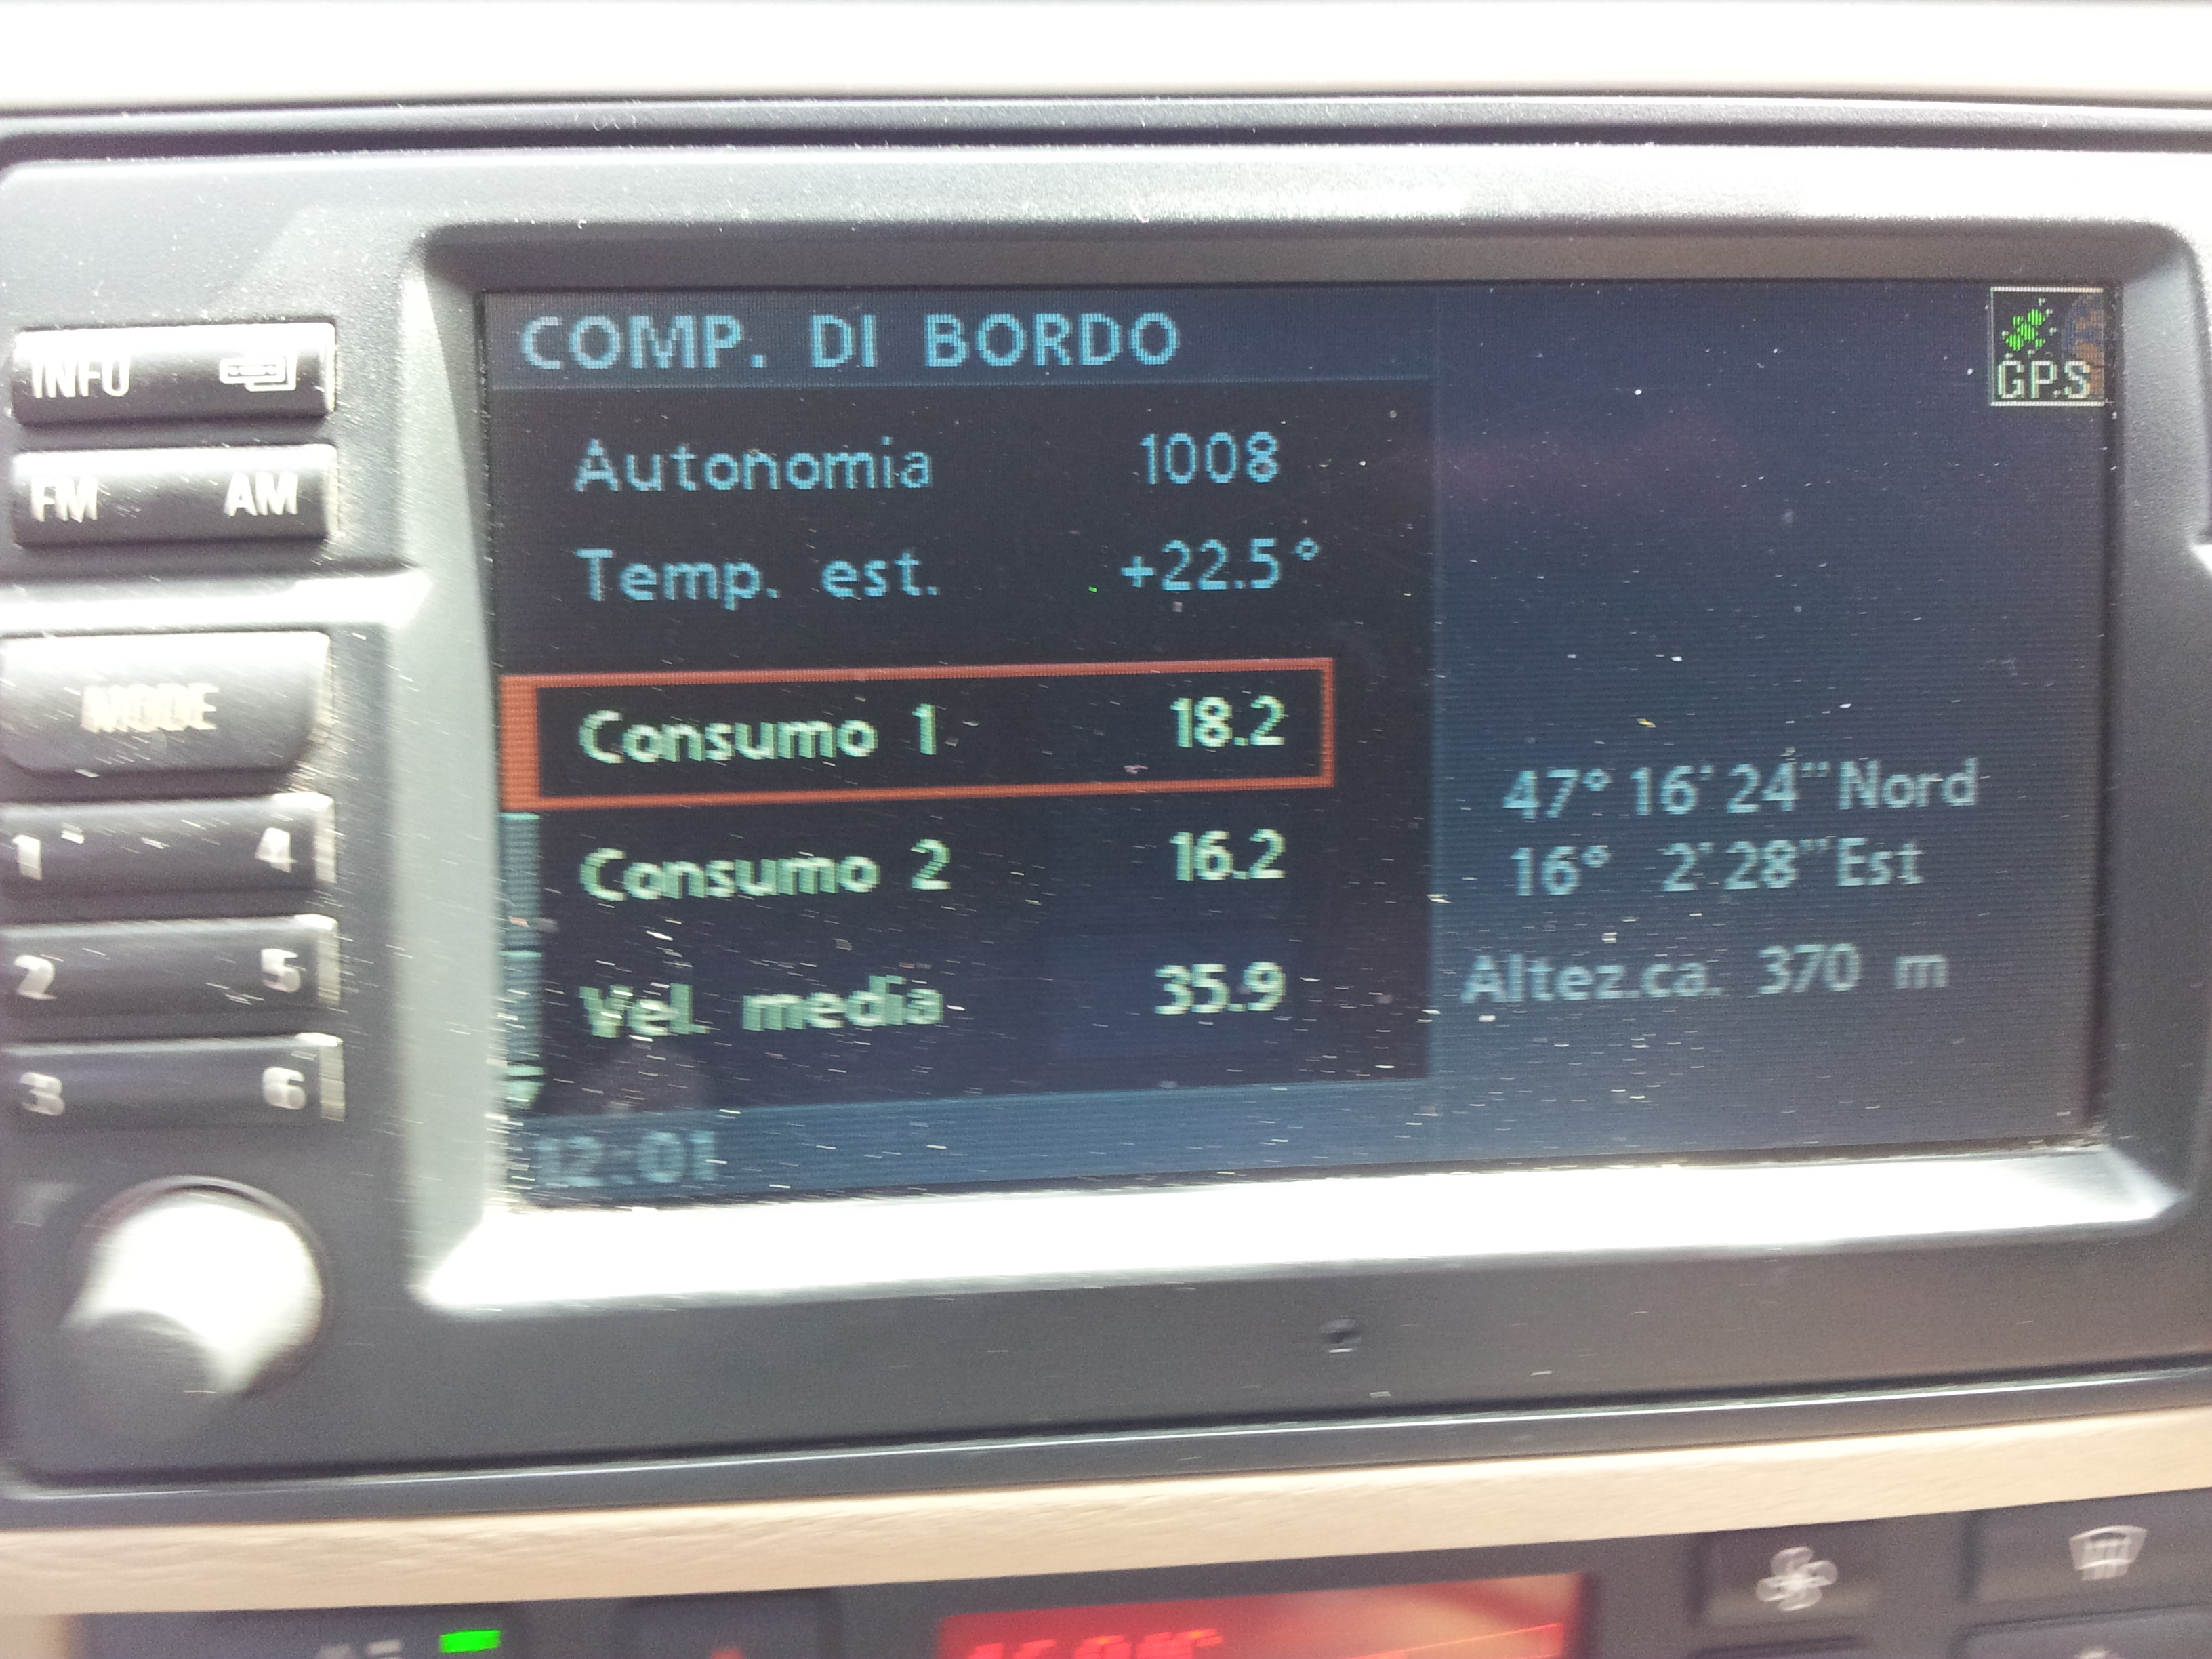 COMP. DI BORDO
GPS
INFO
FM AM
MODE
1 4
2 5
3 6
Autonomia 1008
Temp. est. +22.5°
Consumo 1 18.2
Consumo 2 16.2
Vel. media 35.9
12:01
47° 16' 24'' Nord
16° 2' 28'' Est
Altez.ca. 370 m